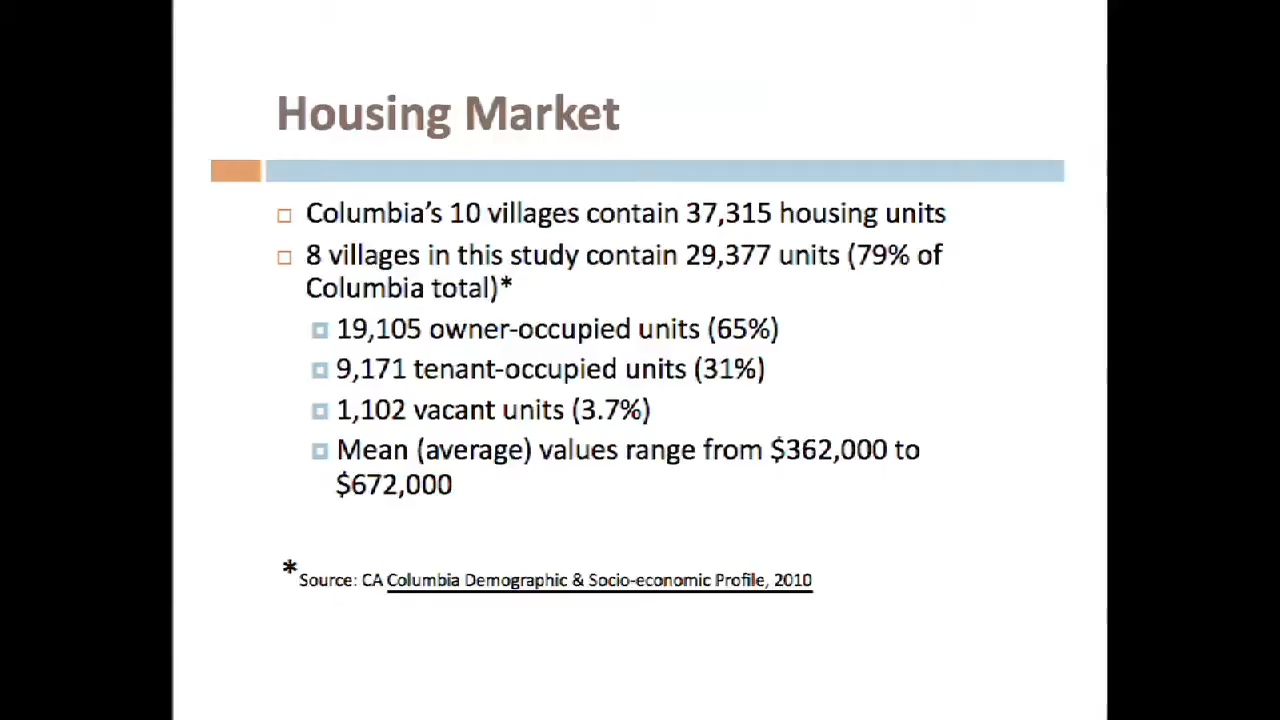 Housing Market
Columbia's 10 villages contain 37,315 housing units
8 villages in this study contain 29,377 units (79% of
Columbia total)*
19,105 owner-occupied units (65%)
9,171 tenant-occupied units (31%)
1,102 vacant units (3.7%)
Mean (average) values range from $362,000 to
$672,000
*Source: CA Columbia Demographic & Socio-economic Profile, 2010